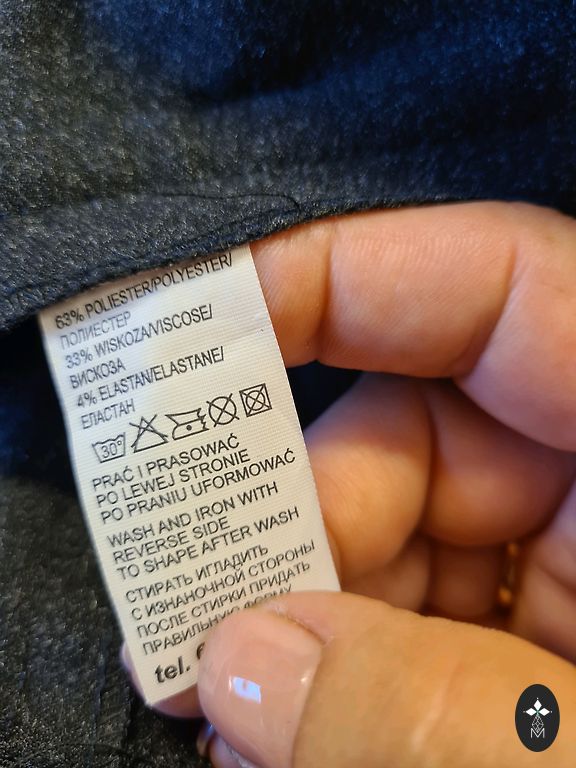 63% POLIESTER/POLYESTER/
ПОЛИЕСТЕР
33% WISKOZA/VISCOSE/
ВИСКОЗА
4% ELASTAN/ELASTANE/
ЕЛАСТАН
30°
PRAĆ I PRASOWAĆ
PO LEWEJ STRONIE
PO PRANIU UFORMOWAĆ
WASH AND IRON WITH
REVERSE SIDE
TO SHAPE AFTER WASH
СТИРАТЬ ИГЛАДИТЬ
С ИЗНАНОЧНОЙ СТОРОНЫ
ПОСЛЕ СТИРКИ ПРИДАТЬ
ПРАВИЛЬНУЮ ФОРМУ
tel.